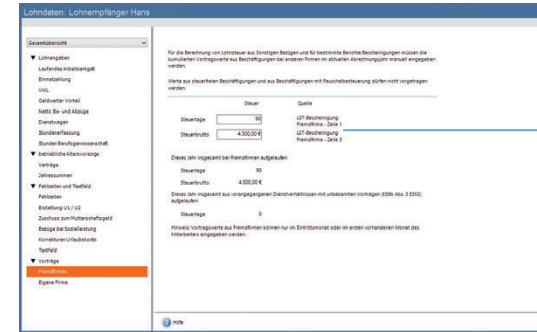 Lohndaten: Lohnempfänger Hans
Gesamtübersicht
Lohnangaben
Laufendes Arbeitsentgelt
Einmalzahlung
VWL
Geldwerter Vorteil
Netto Be- und Abzüge
Dienstwagen
Stundenerfassung
Stunden Berufsgenossenschaft
betriebliche Altersvorsorge
Verträge
Jahressummen
Fehlzeiten und Textfeld
Fehlzeiten
Erstattung U1 / U2
Zuschuss zum Mutterschaftsgeld
Bezüge bei Sozialleistung
Korrekturen Urlaubskonto
Textfeld
Vorträge
Fremdfirmen
Eigene Firma
Für die Berechnung von Lohnsteuer aus Sonstigen Bezügen und für bestimmte Berichte/Bescheinigungen müssen die
kumulierten Vortragswerte aus Beschäftigungen bei anderen Firmen im aktuellen Abrechnungsjahr manuell eingegeben
werden.
Werte aus steuerfreien Beschäftigungen und aus Beschäftigungen mit Pauschalbesteuerung dürfen nicht vorgetragen
werden.
Steuer Quelle
Steuertage 90 LST-Bescheinigung
Fremdfirma - Zeile 1
Steuerbrutto 4.500,00 € LST-Bescheinigung
Fremdfirma - Zeile 3
Dieses Jahr insgesamt bei Fremdfirmen aufgelaufen:
Steuertage 90
Steuerbrutto 4.500,00 €
Dieses Jahr insgesamt aus vorangegangenen Dienstverhältnissen mit unbekannten Vorträgen (§39b Abs. 3 EStG)
aufgelaufen
Steuertage 0
Hinweis: Vortragswerte aus Fremdfirmen können nur im Eintrittsmonat oder im ersten vorhandenen Monat des
Mitarbeiters eingegeben werden.
Hilfe